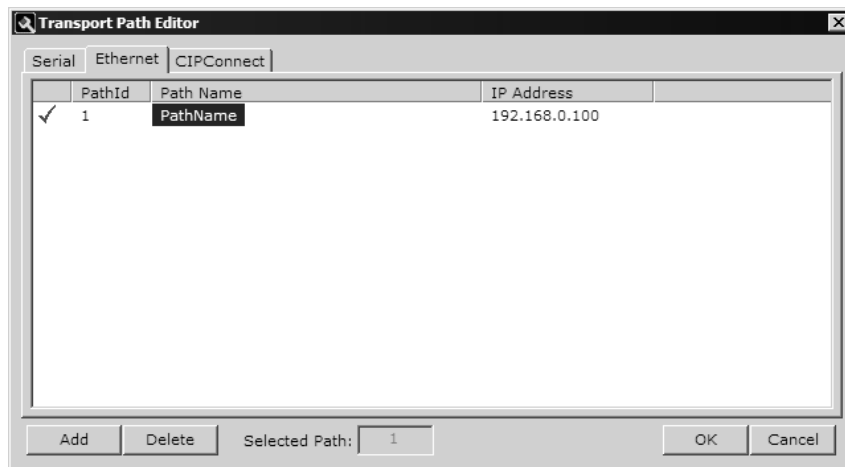 Transport Path Editor
Serial Ethernet CIPConnect
PathId Path Name IP Address
1 PathName 192.168.0.100
Add Delete Selected Path: 1 OK Cancel